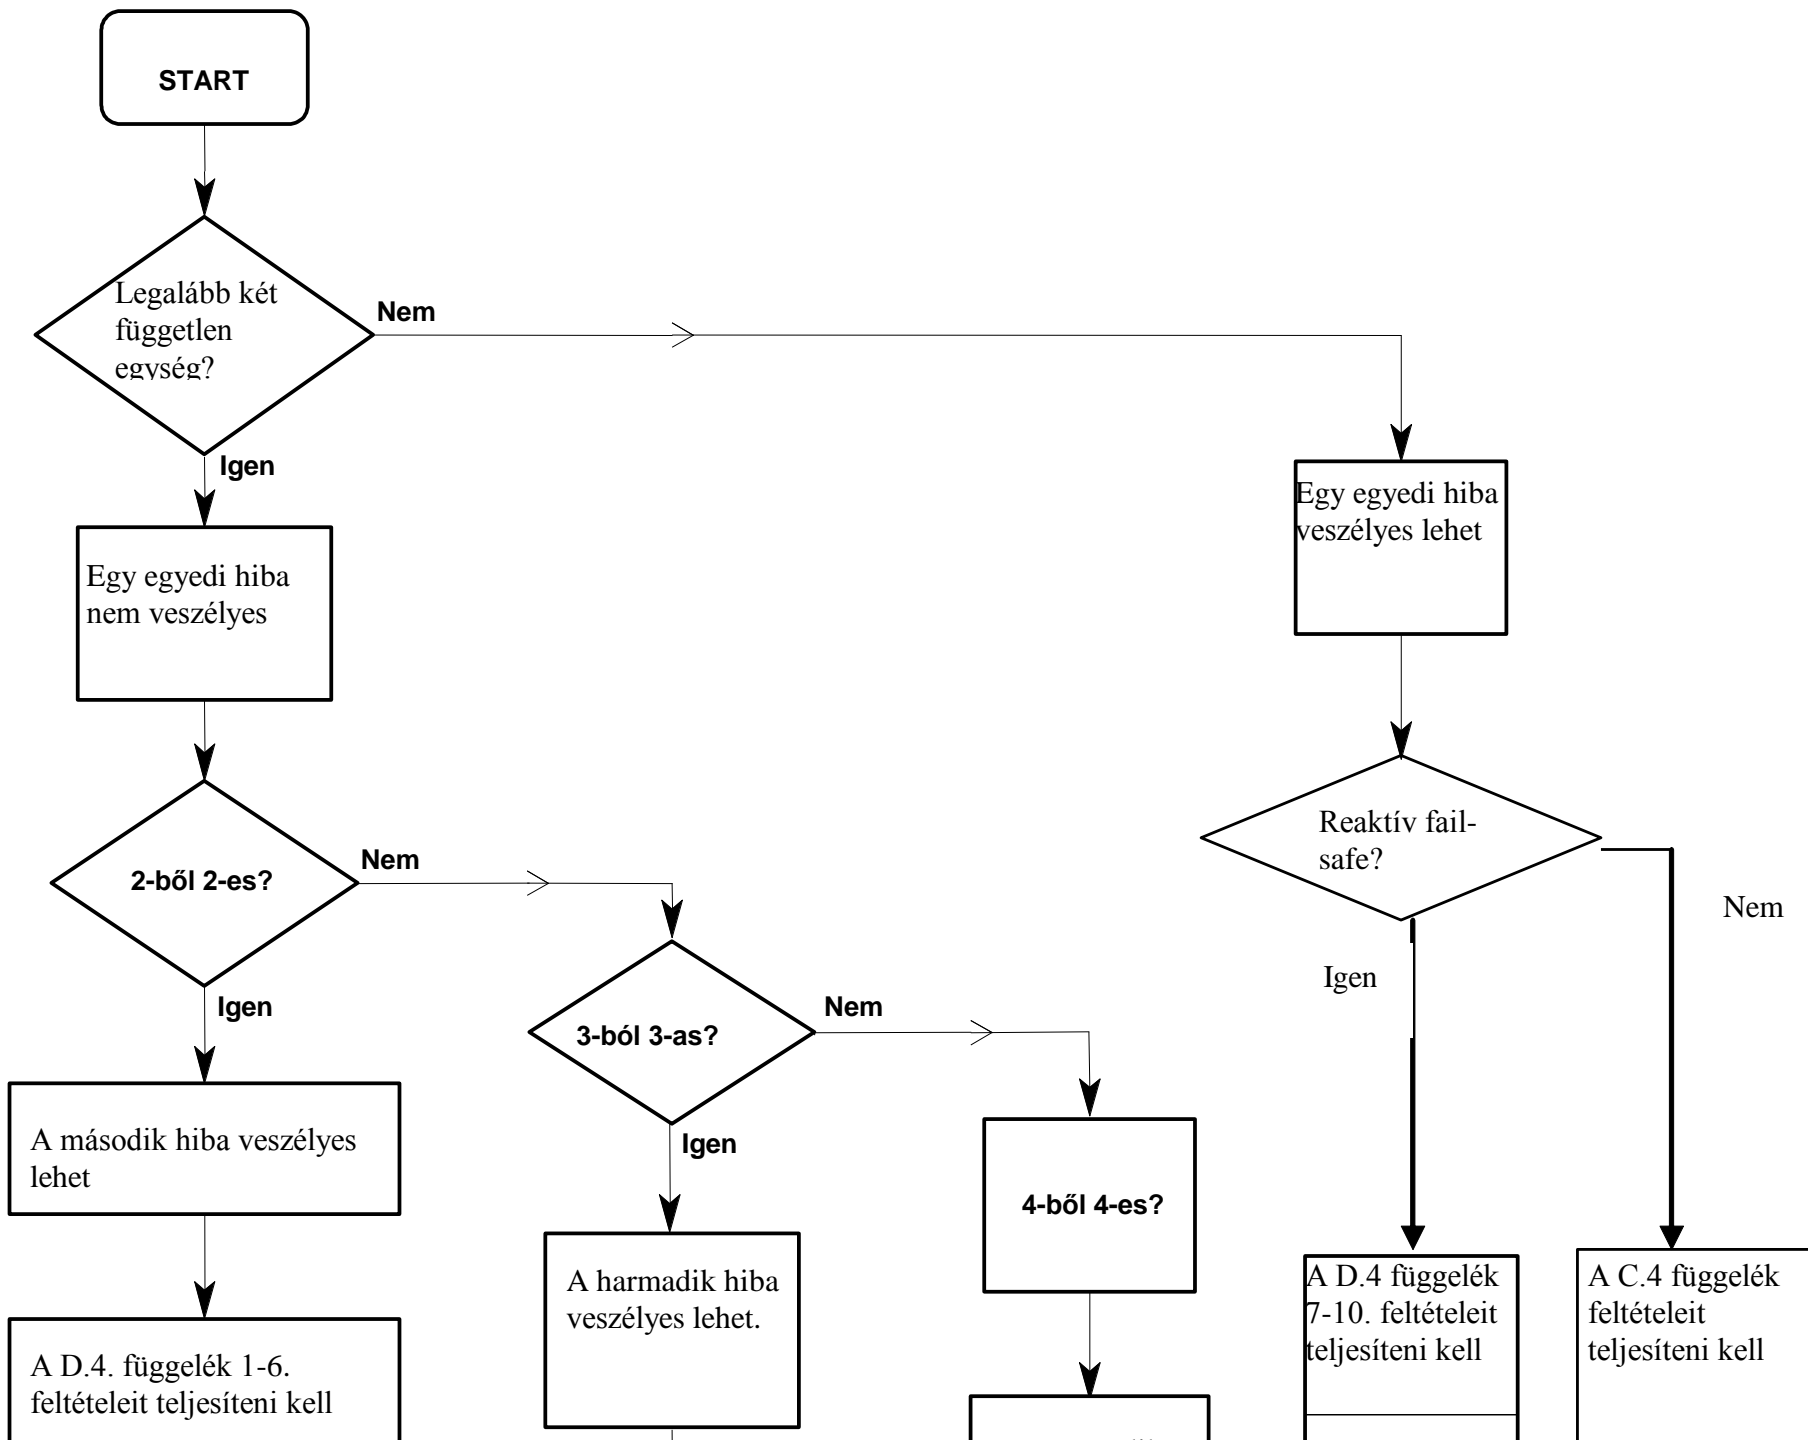 START
Legalább két
független
egység?
Nem
Igen
Egy egyedi hiba
veszélyes lehet
Egy egyedi hiba
nem veszélyes
Reaktív fail-
safe?
Nem
Igen
2-ből 2-es?
Nem
Igen
3-ból 3-as?
Nem
Igen
A második hiba veszélyes
lehet
4-ből 4-es?
A harmadik hiba
veszélyes lehet.
A D.4 függelék
7-10. feltételeit
teljesíteni kell
A C.4 függelék
feltételeit
teljesíteni kell
A D.4. függelék 1-6.
feltételeit teljesíteni kell